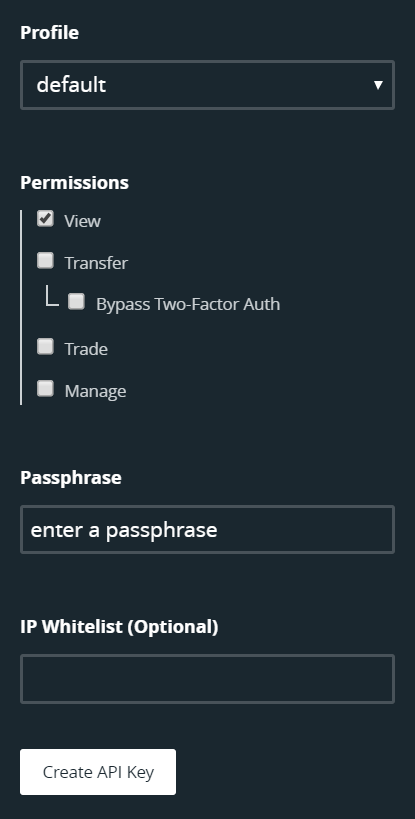 Profile
default
Permissions
View
Transfer
Bypass Two-Factor Auth
Trade
Manage
Passphrase
enter a passphrase
IP Whitelist (Optional)
Create API Key